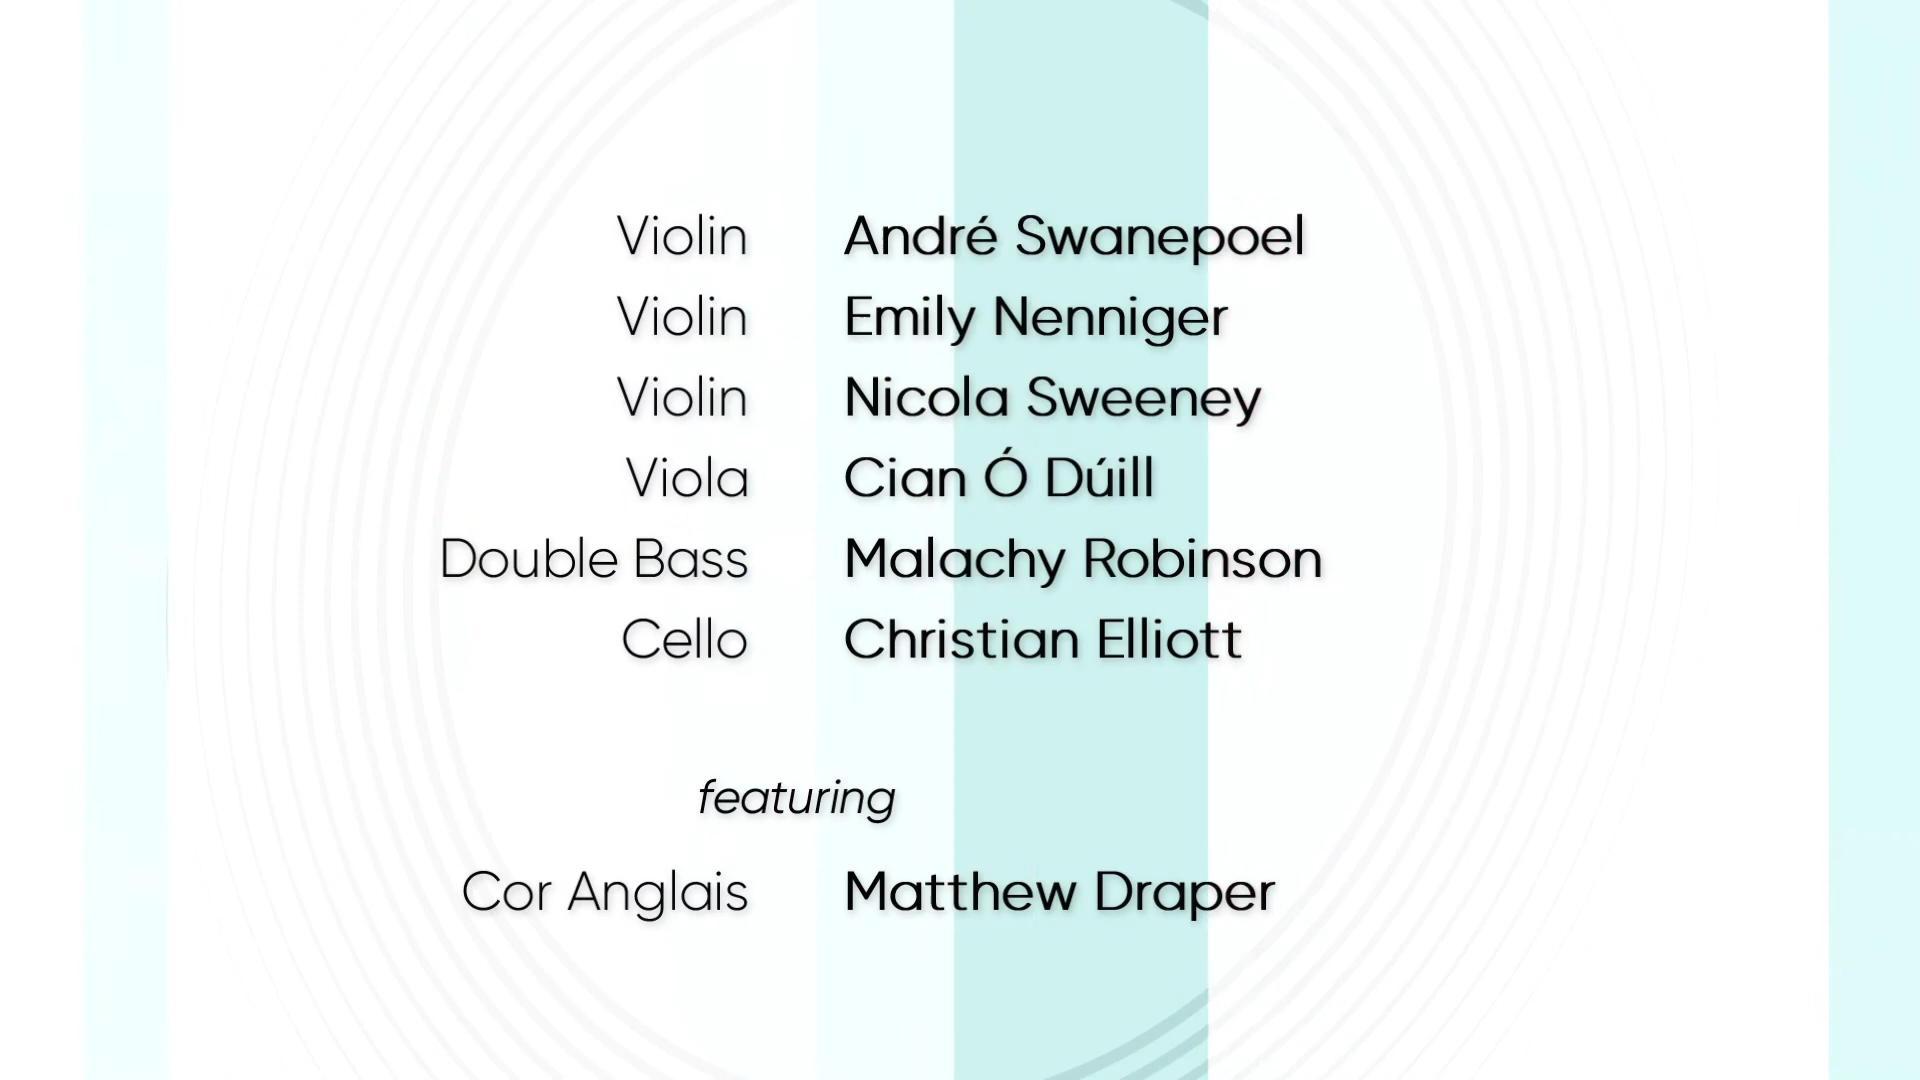 Violin André Swanepoel
Violin Emily Nenniger
Violin Nicola Sweeney
Viola Cian Ó Dúill
Double Bass Malachy Robinson
Cello Christian Elliott
featuring
Cor Anglais Matthew Draper